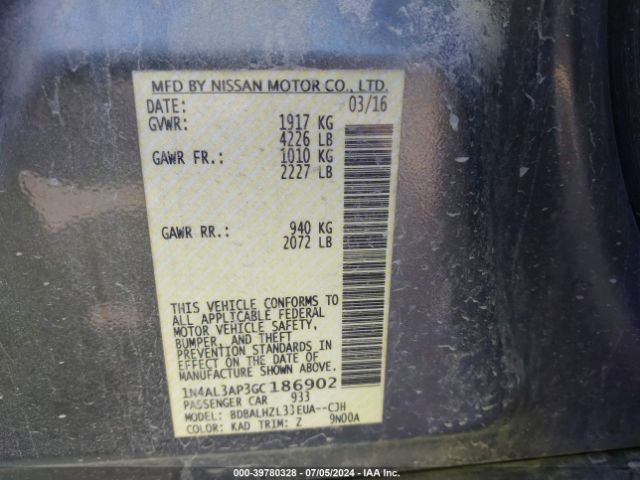 MFD BY NISSAN MOTOR CO., LTD.
DATE: 03/16
GVWR: 1917 KG
4226 LB
GAWR FR.: 1010 KG
2227 LB
GAWR RR.: 940 KG
2072 LB
THIS VEHICLE CONFORMS TO
ALL APPLICABLE FEDERAL
MOTOR VEHICLE SAFETY,
BUMPER, AND THEFT
PREVENTION STANDARDS IN
EFFECT ON THE DATE OF
MANUFACTURE SHOWN ABOVE.
1N4AL3AP3GC186902
PASSENGER CAR 933
MODEL: BDBALHZL33EUA--CJH
COLOR: KAD TRIM: Z 9N00A
000-39780328 - 07/05/2024 - IAA Inc.